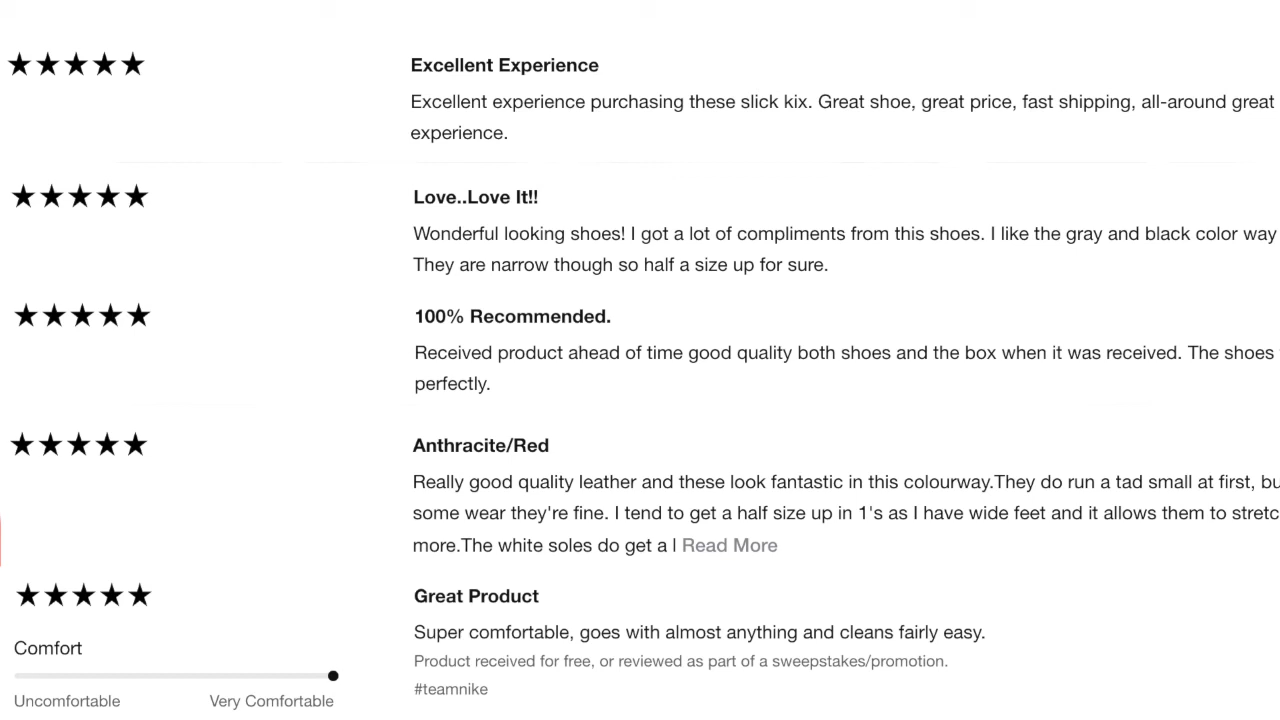 Excellent Experience
Excellent experience purchasing these slick kix. Great shoe, great price, fast shipping, all-around great
experience.
Love..Love It!!
Wonderful looking shoes! I got a lot of compliments from this shoes. I like the gray and black color way
They are narrow though so half a size up for sure.
100% Recommended.
Received product ahead of time good quality both shoes and the box when it was received. The shoes
perfectly.
Anthracite/Red
Really good quality leather and these look fantastic in this colourway.They do run a tad small at first,
some wear they're fine. I tend to get a half size up in 1's as I have wide feet and it allows them to
more.The white soles do get a l Read More
Great Product
Super comfortable, goes with almost anything and cleans fairly easy.
Comfort
Product received for free, or reviewed as part of a sweepstakes/promotion.
#teamnike
Uncomfortable Very Comfortable